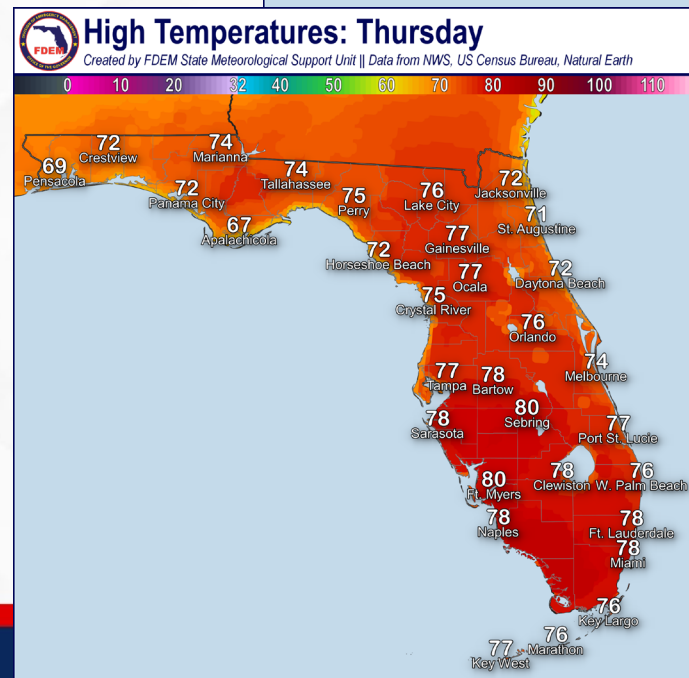 High Temperatures: Thursday
Created by FDEM State Meteorological Support Unit || Data from NWS, US Census Bureau, Natural Earth
FDEM
0 10 20 32 40 50 60 70 80 90 100 110
72
Crestview
74
Marianna
69
Pensacola
72
Panama City
74
Tallahassee
67
Apalachicola
75
Perry
76
Lake City
72
Jacksonville
71
St. Augustine
77
Gainesville
72
Horseshoe Beach
77
Ocala
72
Daytona Beach
75
Crystal River
76
Orlando
74
Melbourne
77
Tampa
78
Bartow
80
Sebring
78
Sarasota
77
Port St. Lucie
80
Ft. Myers
78
Clewiston
76
W. Palm Beach
78
Naples
78
Ft. Lauderdale
78
Miami
76
Key Largo
76
Marathon
77
Key West